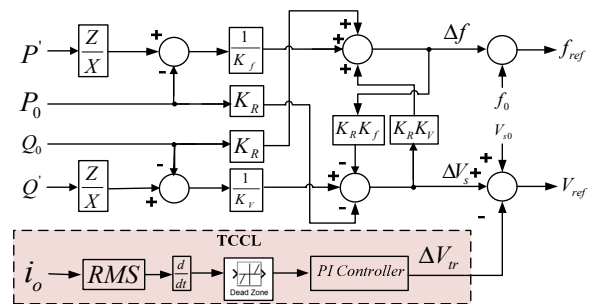 P' Z/X + - 1/K_f + + + Δf f_ref
P_0 K_R f_0
Q_0 K_R K_R K_f K_R K_V V_s0
Q' Z/X - + 1/K_V - - ΔV_s + + - V_ref
TCCL
i_o RMS d/dt Dead Zone PI Controller ΔV_tr